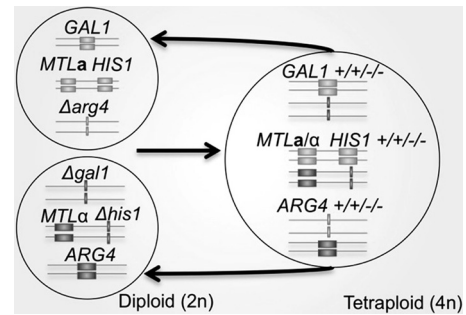 GAL1
MTLa HIS1
Δarg4
Δgal1
MTLα Δhis1
ARG4
Diploid (2n)
GAL1 +/+/-/-
MTLa/α HIS1 +/+/-/-
ARG4 +/+/-/-
Tetraploid (4n)